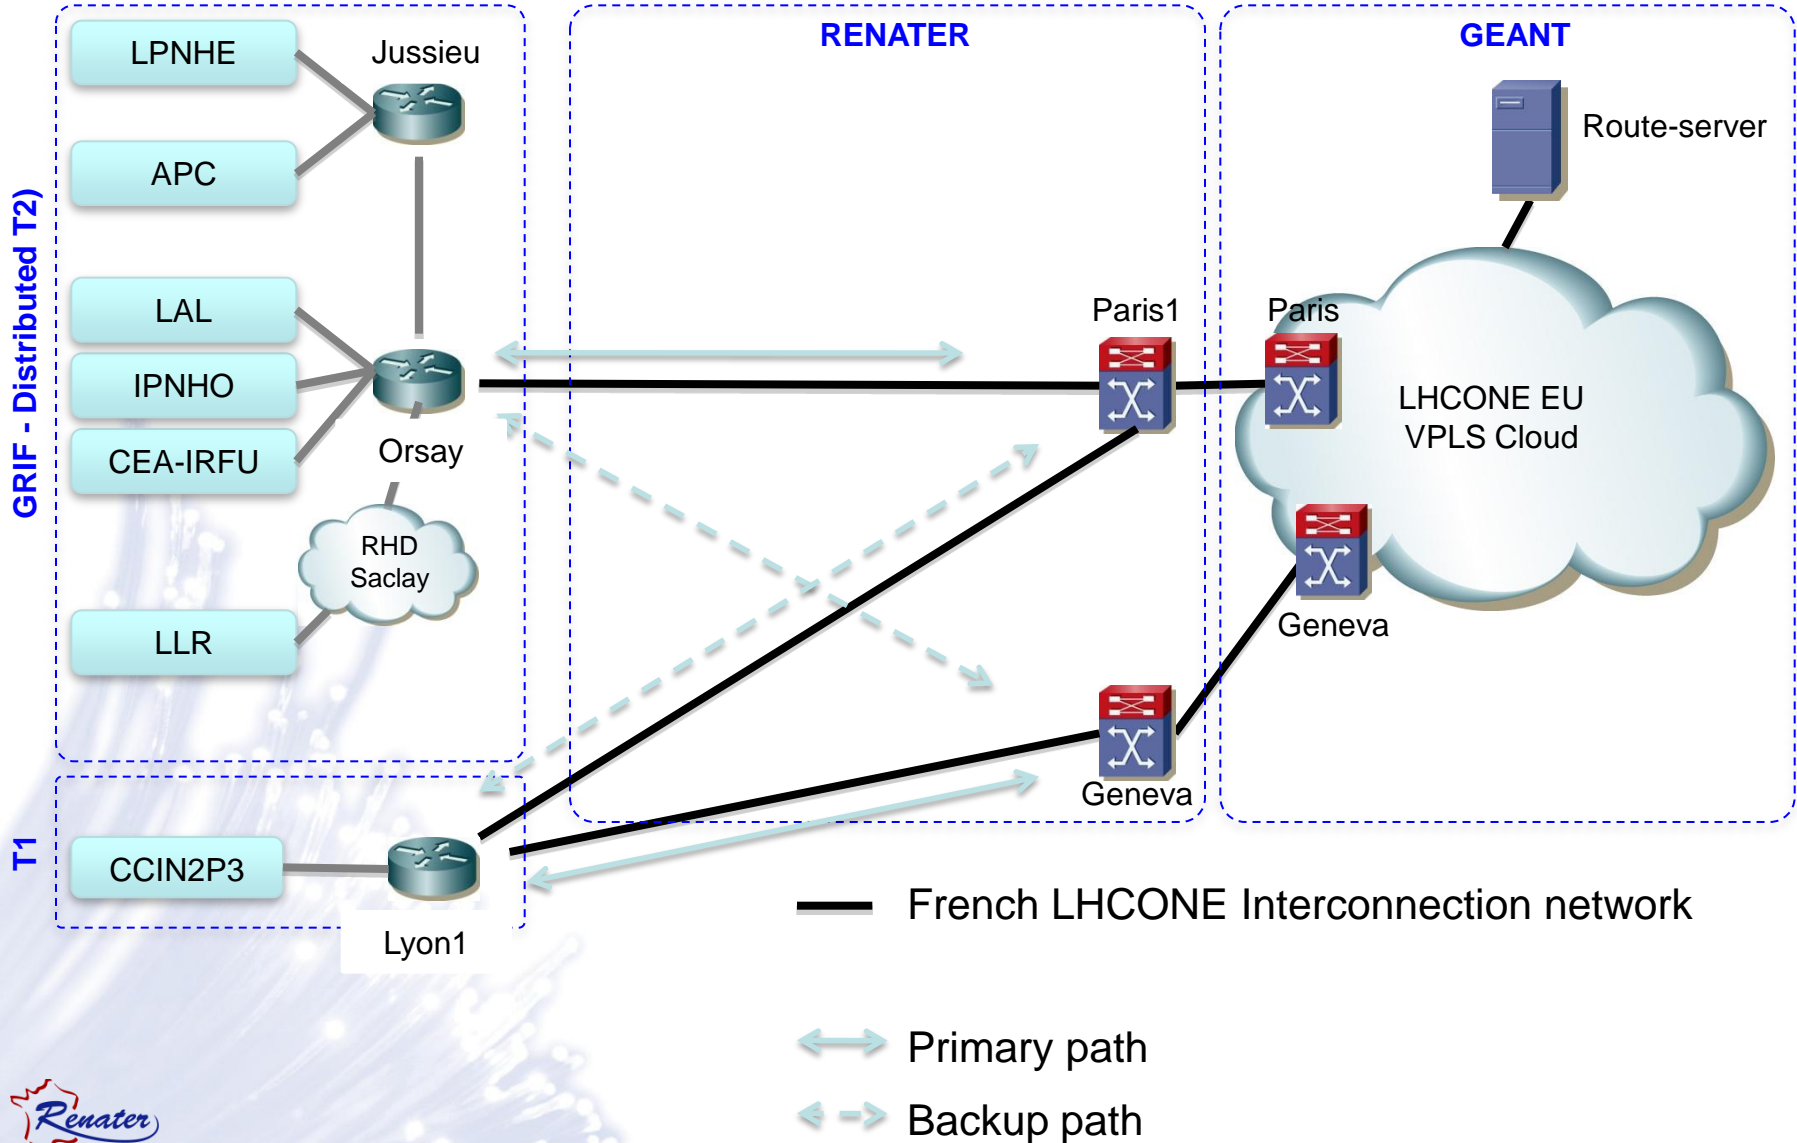 RENATER
GEANT
GRIF - Distributed T2)
LPNHE
Jussieu
APC
Route-server
LAL
IPNHO
CEA-IRFU
Orsay
RHD
Saclay
LLR
Paris1
Paris
LHCONE EU
VPLS Cloud
Geneva
Geneva
T1
CCIN2P3
Lyon1
French LHCONE Interconnection network
Primary path
Backup path
Renater